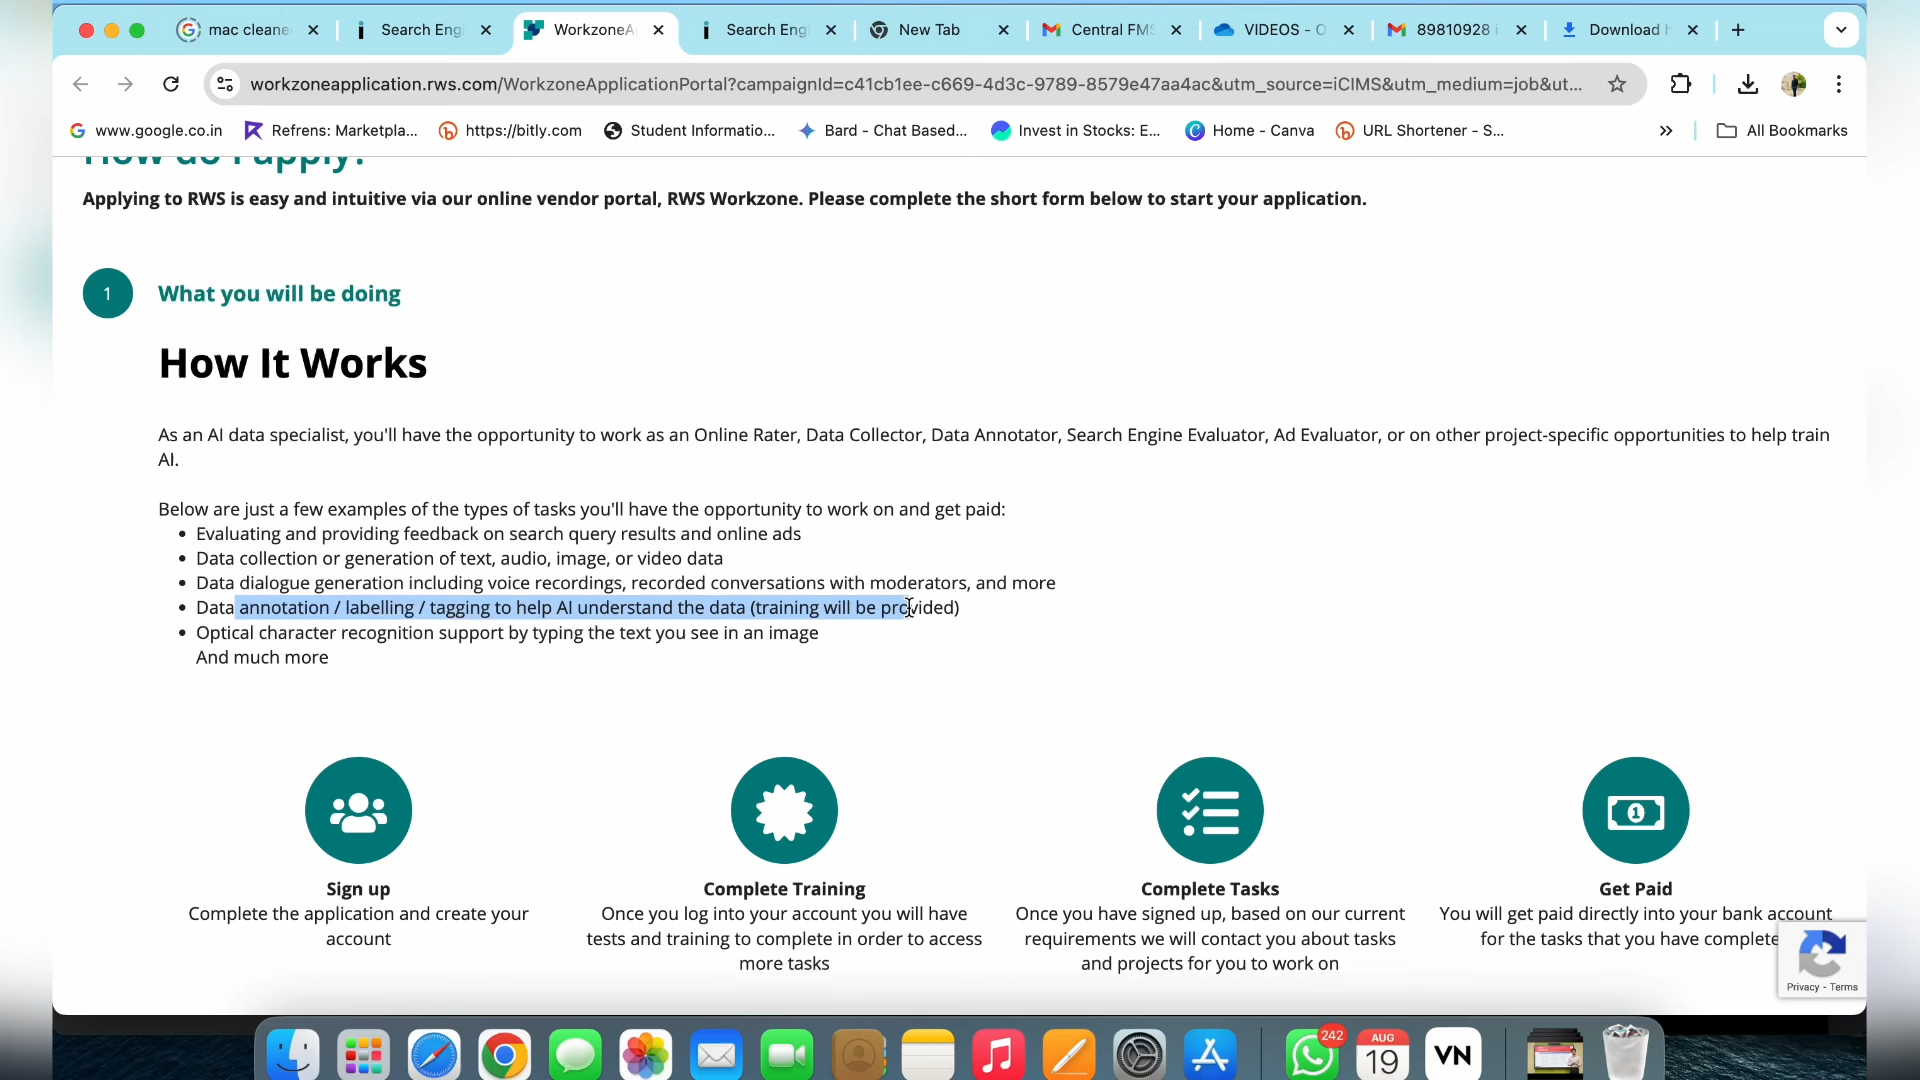 mac cleane
Search Engi
WorkzoneA
Search Engi
New Tab
Central FMS
VIDEOS - O
89810928 i
Download h
workzoneapplication.rws.com/WorkzoneApplicationPortal?campaignId=c41cb1ee-c669-4d3c-9789-8579e47aa4ac&utm_source=iCIMS&utm_medium=job&ut...
www.google.co.in
Refrens: Marketpla...
https://bitly.com
Student Informatio...
Bard - Chat Based...
Invest in Stocks: E...
Home - Canva
URL Shortener - S...
All Bookmarks
How do I apply?
Applying to RWS is easy and intuitive via our online vendor portal, RWS Workzone. Please complete the short form below to start your application.
1
What you will be doing
How It Works
As an AI data specialist, you'll have the opportunity to work as an Online Rater, Data Collector, Data Annotator, Search Engine Evaluator, Ad Evaluator, or on other project-specific opportunities to help train
AI.
Below are just a few examples of the types of tasks you'll have the opportunity to work on and get paid:
Evaluating and providing feedback on search query results and online ads
Data collection or generation of text, audio, image, or video data
Data dialogue generation including voice recordings, recorded conversations with moderators, and more
Data annotation / labelling / tagging to help AI understand the data (training will be provided)
Optical character recognition support by typing the text you see in an image
And much more
Sign up
Complete the application and create your
account
Complete Training
Once you log into your account you will have
tests and training to complete in order to access
more tasks
Complete Tasks
Once you have signed up, based on our current
requirements we will contact you about tasks
and projects for you to work on
1
Get Paid
You will get paid directly into your bank account
for the tasks that you have complete
Privacy - Terms
242
AUG
19
VN